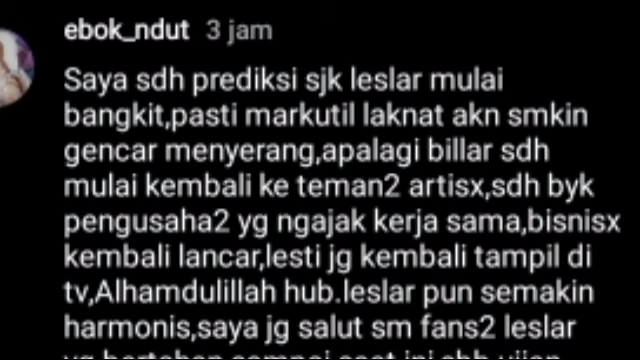 ebok_ndut 3 jam
Saya sdh prediksi sjk leslar mulai
bangkit,pasti markutil laknat akn smkin
gencar menyerang,apalagi billar sdh
mulai kembali ke teman2 artisx,sdh byk
pengusaha2 yg ngajak kerja sama,bisnisx
kembali lancar,lesti jg kembali tampil di
tv,Alhamdulillah hub.leslar pun semakin
harmonis,saya jg salut sm fans2 leslar